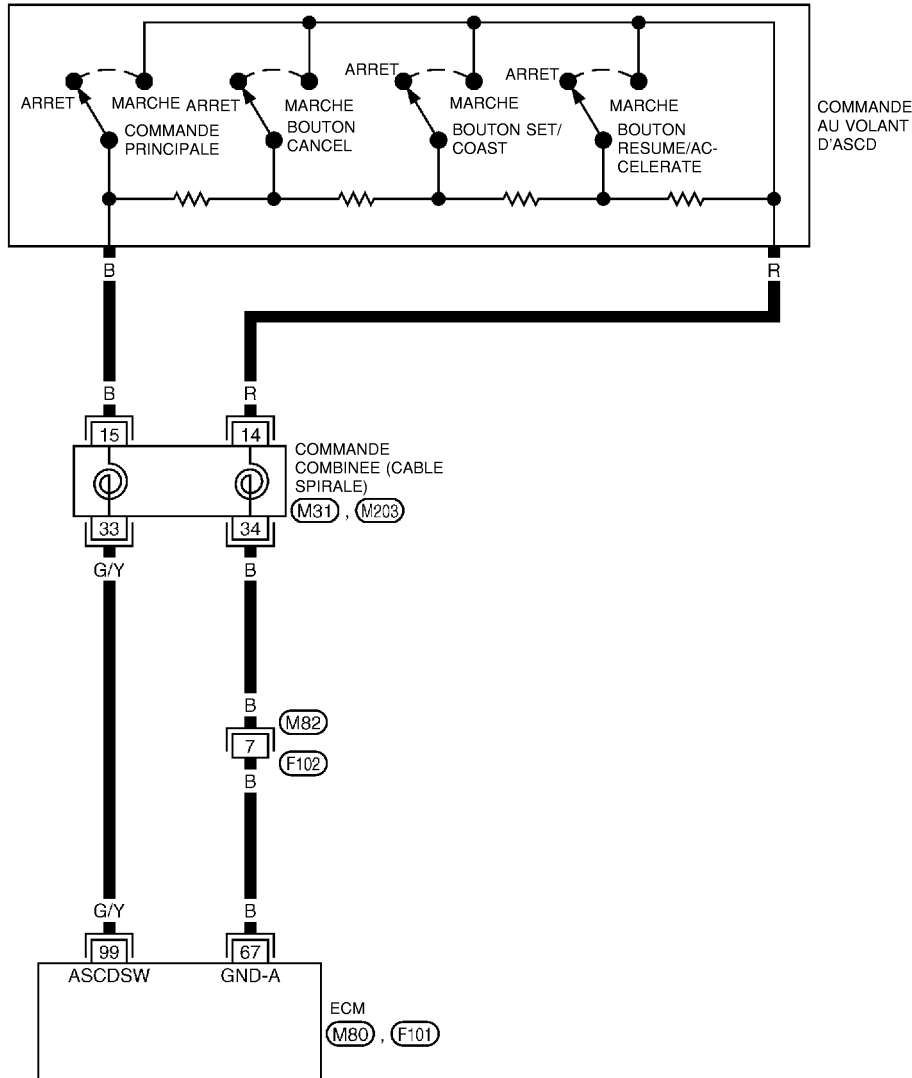 ARRET
MARCHE
COMMANDE
PRINCIPALE
ARRET
MARCHE
BOUTON
CANCEL
ARRET
MARCHE
BOUTON SET/
COAST
ARRET
MARCHE
BOUTON
RESUME/AC-
CELERATE
COMMANDE
AU VOLANT
D'ASCD
B
R
B
R
15
14
COMMANDE
COMBINEE (CABLE
SPIRALE)
M31 , M203
33
34
G/Y
B
B
M82
7
F102
B
G/Y
B
99
67
ASCDSW
GND-A
ECM
M80 , F101